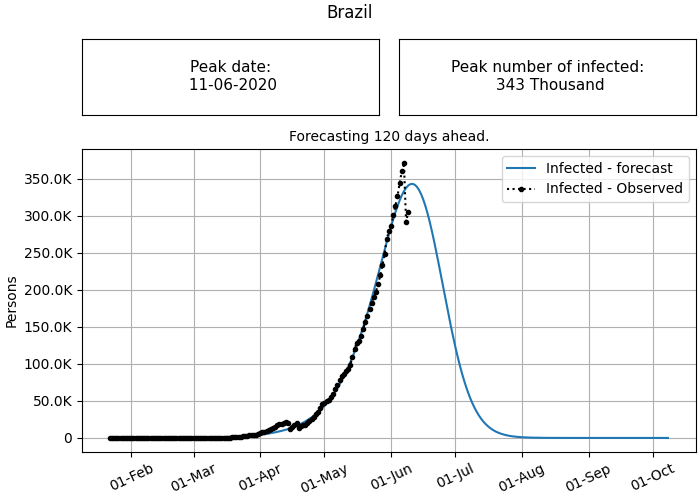 Brazil
Peak date:
11-06-2020
Peak number of infected:
343 Thousand
Forecasting 120 days ahead.
Infected - forecast
Infected - Observed
Persons
350.0K
300.0K
250.0K
200.0K
150.0K
100.0K
50.0K
0
01-Feb
01-Mar
01-Apr
01-May
01-Jun
01-Jul
01-Aug
01-Sep
01-Oct